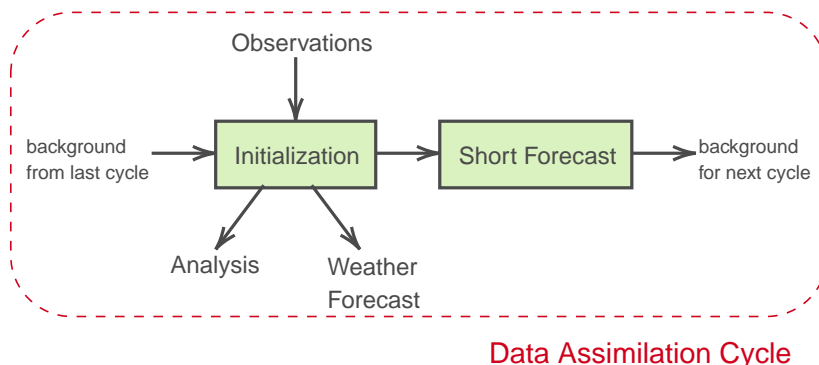 Observations
background
from last cycle
Initialization
Short Forecast
background
for next cycle
Analysis
Weather
Forecast
Data Assimilation Cycle